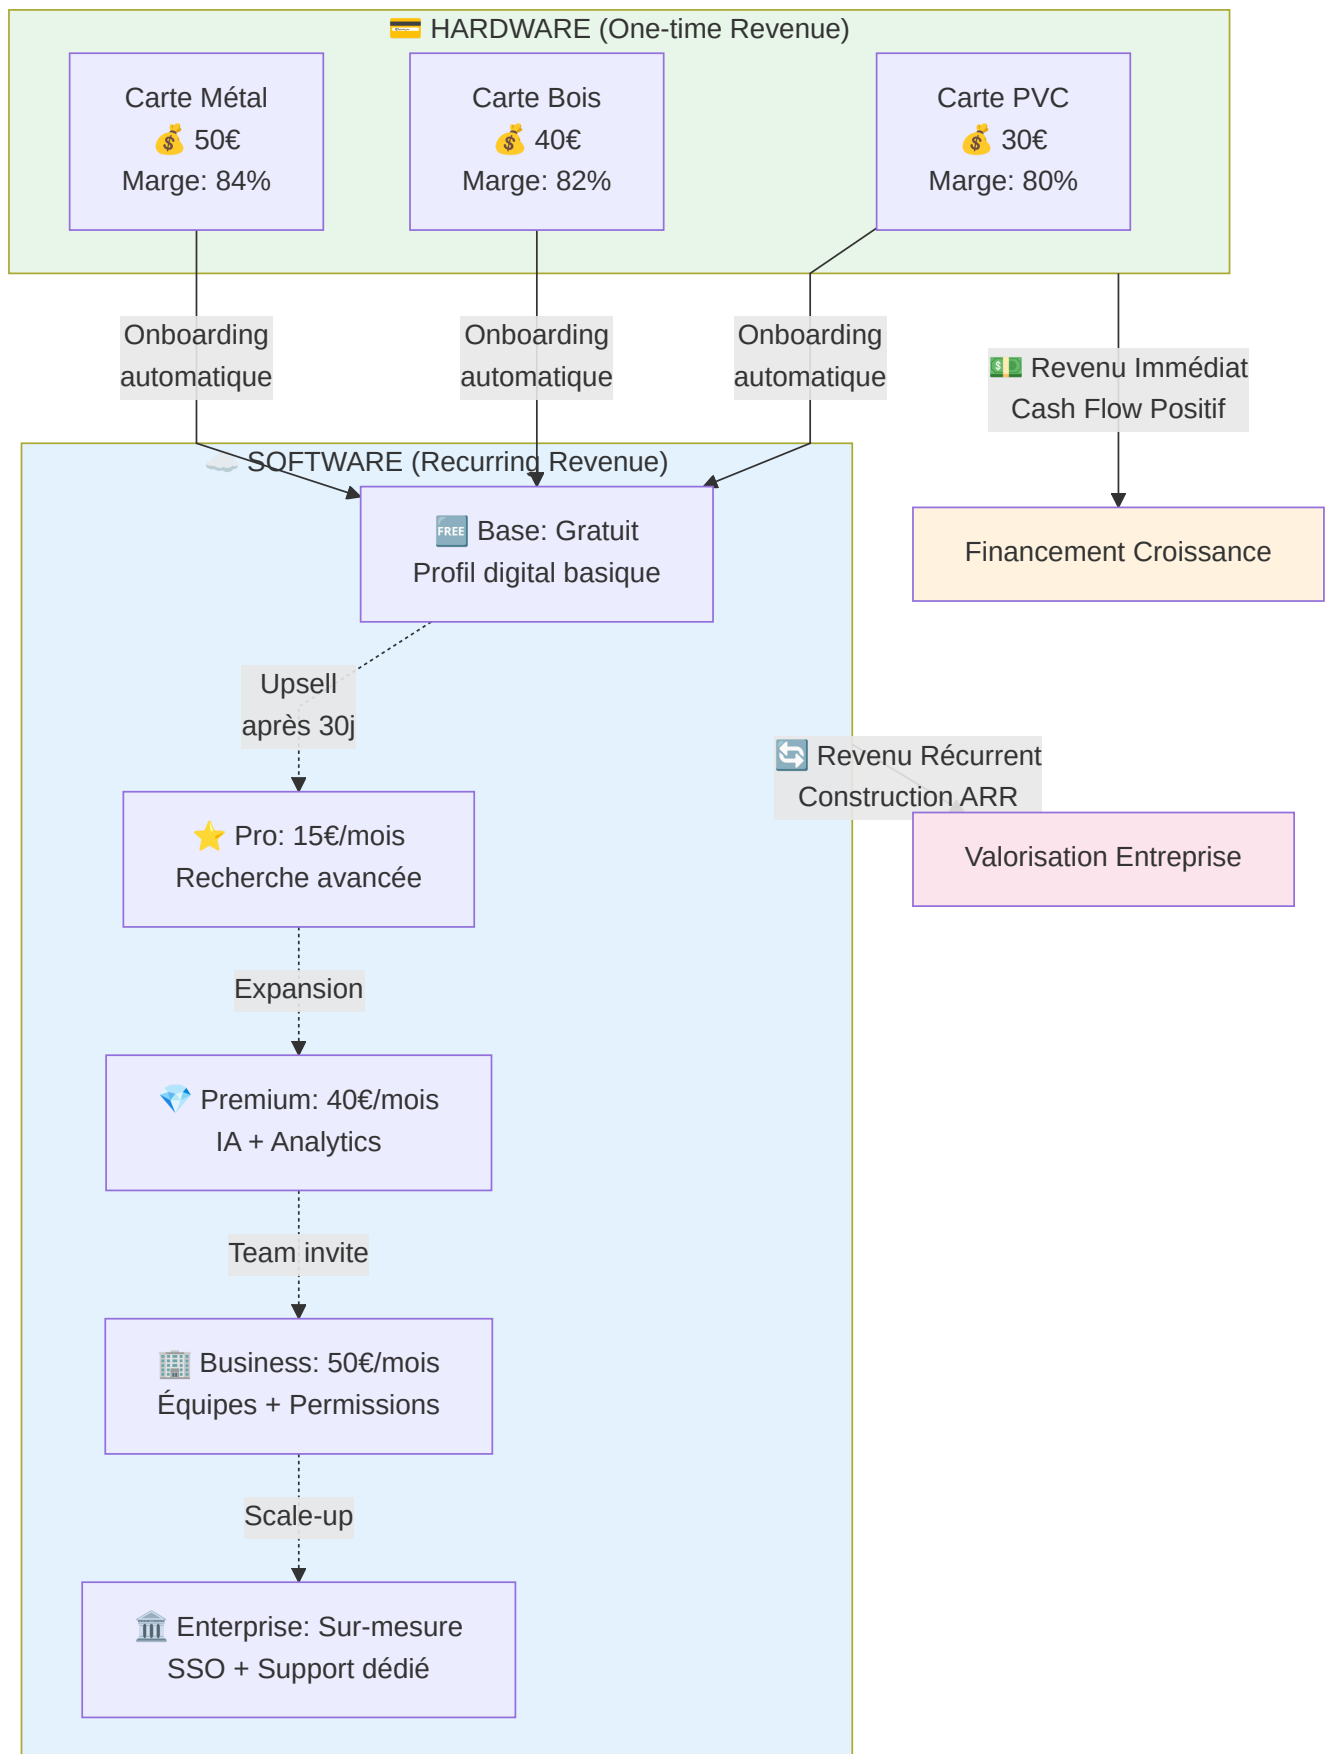 💳 HARDWARE (One-time Revenue)
Carte Métal
💰 50€
Marge: 84%
Carte Bois
💰 40€
Marge: 82%
Carte PVC
💰 30€
Marge: 80%
Onboarding
automatique
Onboarding
automatique
Onboarding
automatique
💵 Revenu Immédiat
Cash Flow Positif
☁️ SOFTWARE (Recurring Revenue)
🆓 Base: Gratuit
Profil digital basique
Financement Croissance
Upsell
après 30j
🔄 Revenu Récurrent
Construction ARR
⭐ Pro: 15€/mois
Recherche avancée
Valorisation Entreprise
Expansion
💎 Premium: 40€/mois
IA + Analytics
Team invite
🏢 Business: 50€/mois
Équipes + Permissions
Scale-up
🏛️ Enterprise: Sur-mesure
SSO + Support dédié